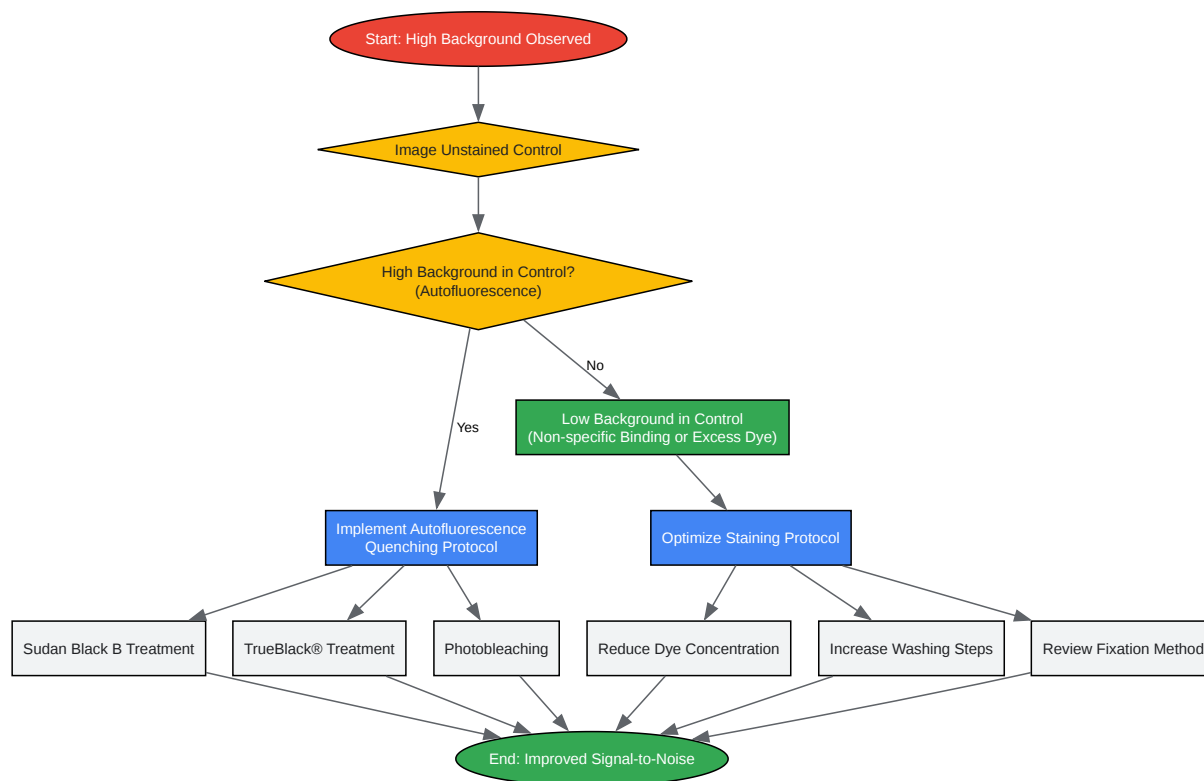 Start: High Background Observed
Image Unstained Control
High Background in Control?
(Autofluorescence)
No
Low Background in Control
(Non-specific Binding or Excess Dye)
Yes
Implement Autofluorescence
Quenching Protocol
Optimize Staining Protocol
Sudan Black B Treatment
TrueBlack® Treatment
Photobleaching
Reduce Dye Concentration
Increase Washing Steps
Review Fixation Method
End: Improved Signal-to-Noise